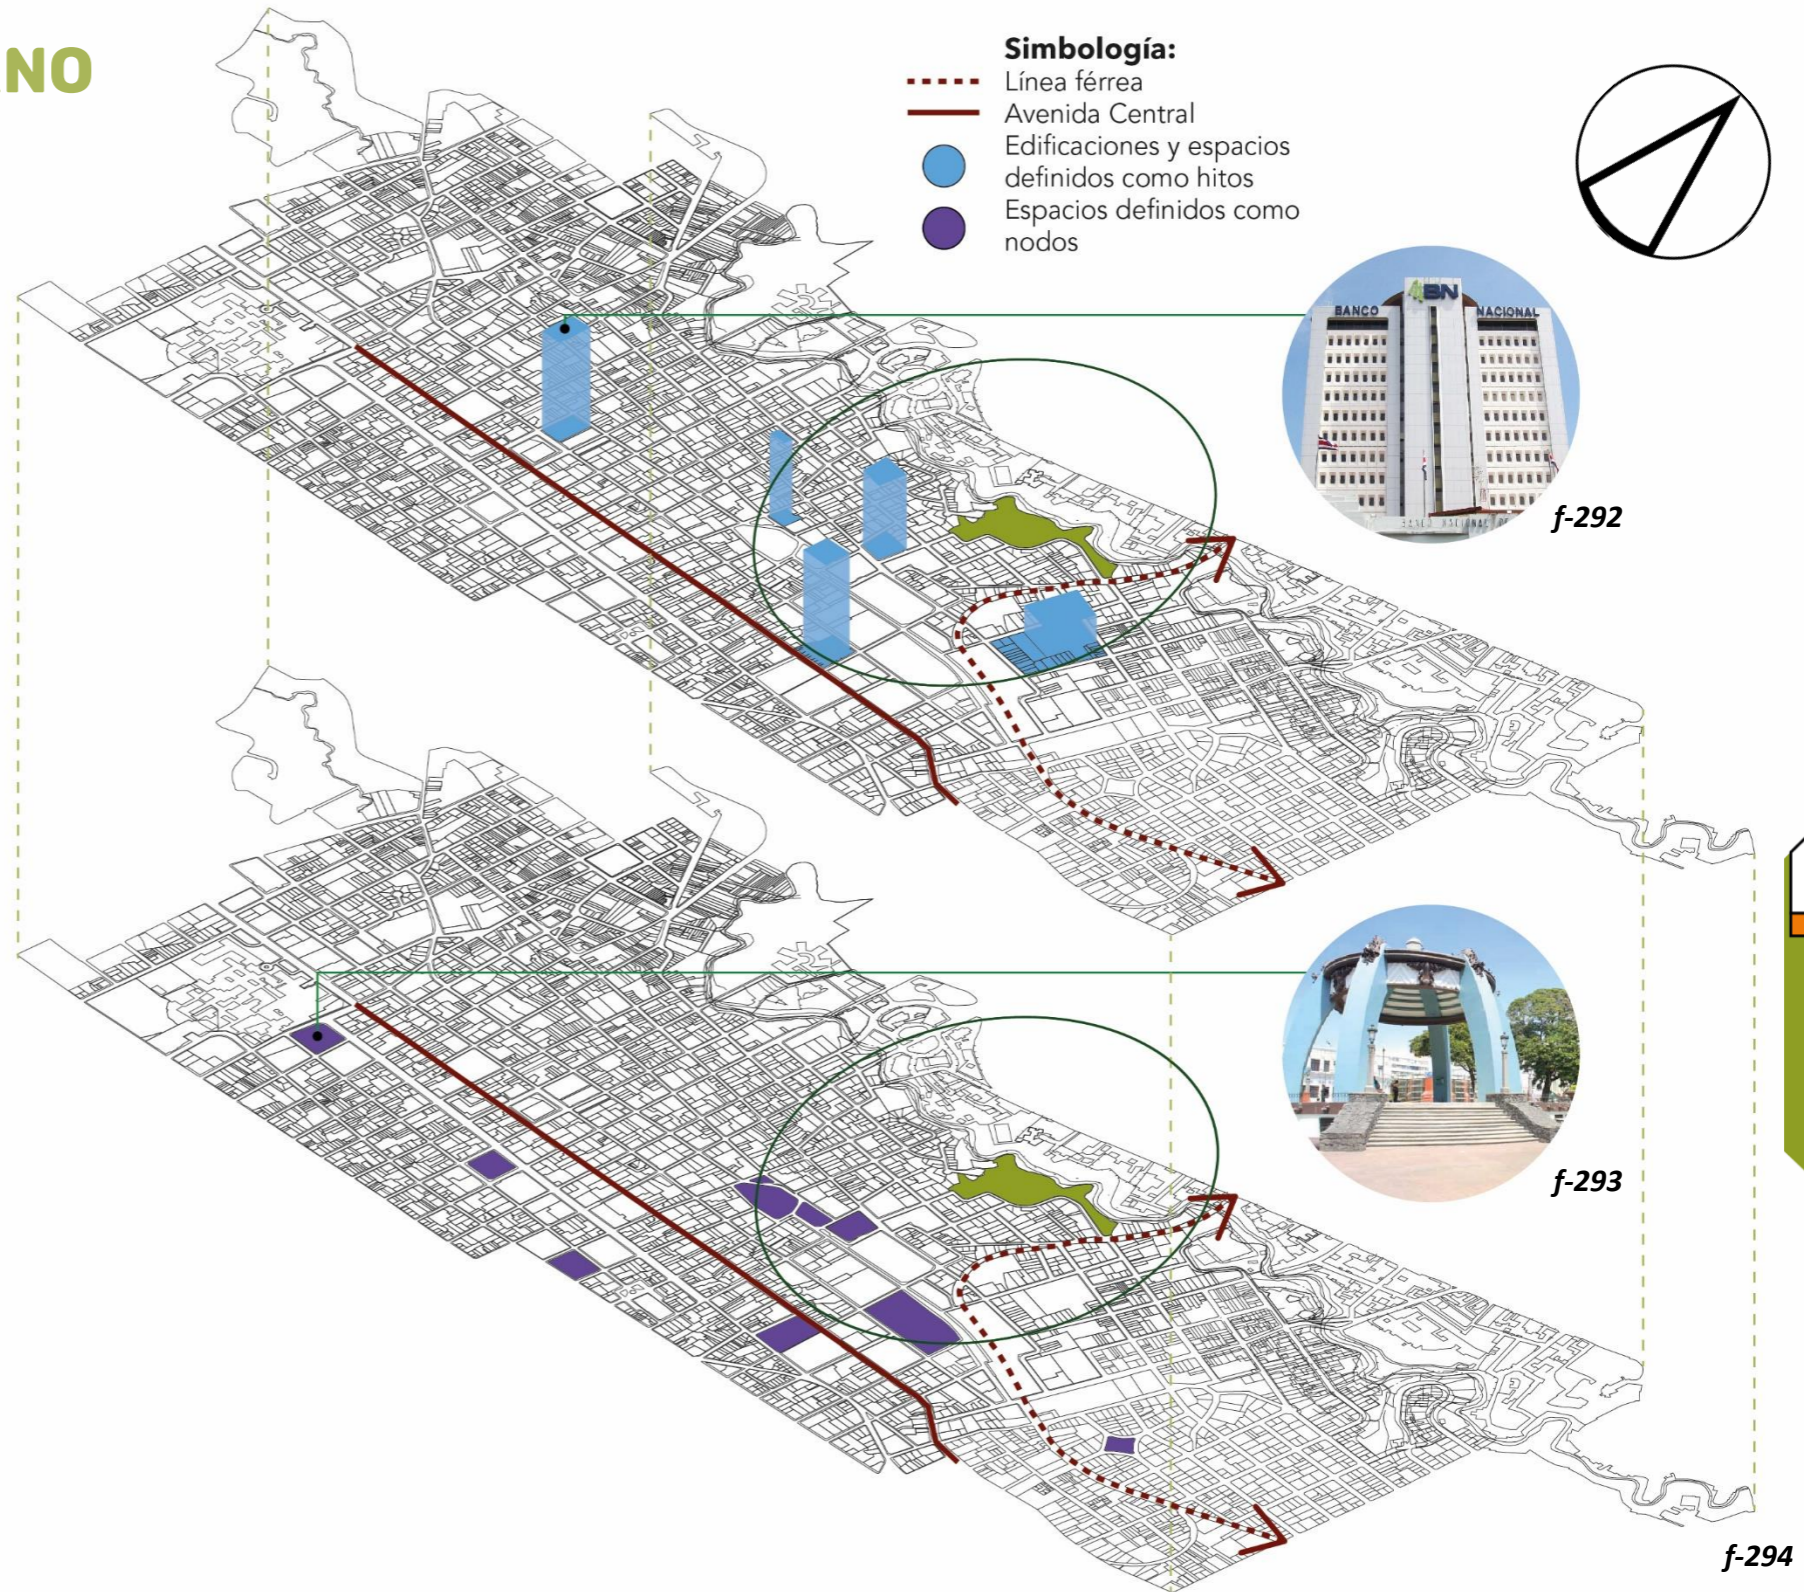 NO
Simbología:
Línea férrea
Avenida Central
Edificaciones y espacios
definidos como hitos
Espacios definidos como
nodos
BN
BANCO NACIONAL
f-292
f-293
f-294